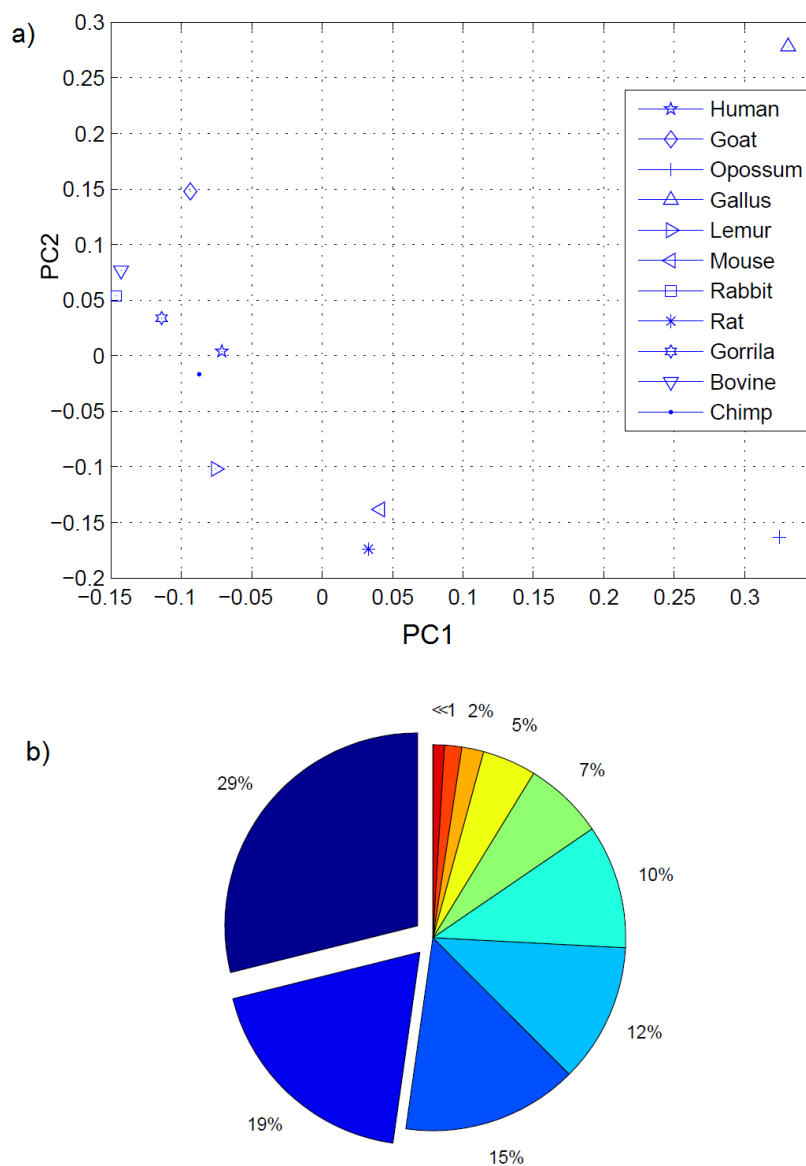 a)
0.3
0.25
0.2
0.15
0.1
0.05
0
−0.05
−0.1
−0.15
−0.2
PC2
−0.15
−0.1
−0.05
0
0.05
0.1
0.15
0.2
0.25
0.3
PC1
Human
Goat
Opossum
Gallus
Lemur
Mouse
Rabbit
Rat
Gorrila
Bovine
Chimp
b)
≪1
2%
5%
7%
10%
12%
15%
19%
29%